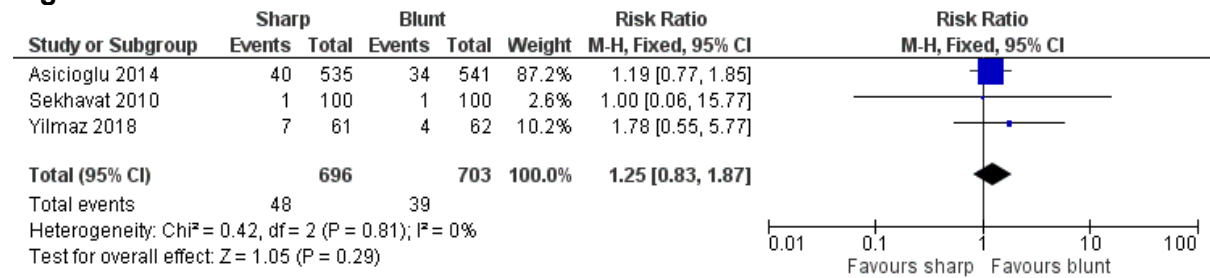 Sharp Blunt Risk Ratio Risk Ratio
Study or Subgroup Events Total Events Total Weight M-H, Fixed, 95% CI M-H, Fixed, 95% CI
Asicioglu 2014 40 535 34 541 87.2% 1.19 [0.77, 1.85]
Sekhavat 2010 1 100 1 100 2.6% 1.00 [0.06, 15.77]
Yilmaz 2018 7 61 4 62 10.2% 1.78 [0.55, 5.77]
Total (95% CI) 696 703 100.0% 1.25 [0.83, 1.87]
Total events 48 39
Heterogeneity: Chi² = 0.42, df = 2 (P = 0.81); I² = 0%
Test for overall effect: Z = 1.05 (P = 0.29)
0.01 0.1 1 10 100
Favours sharp Favours blunt